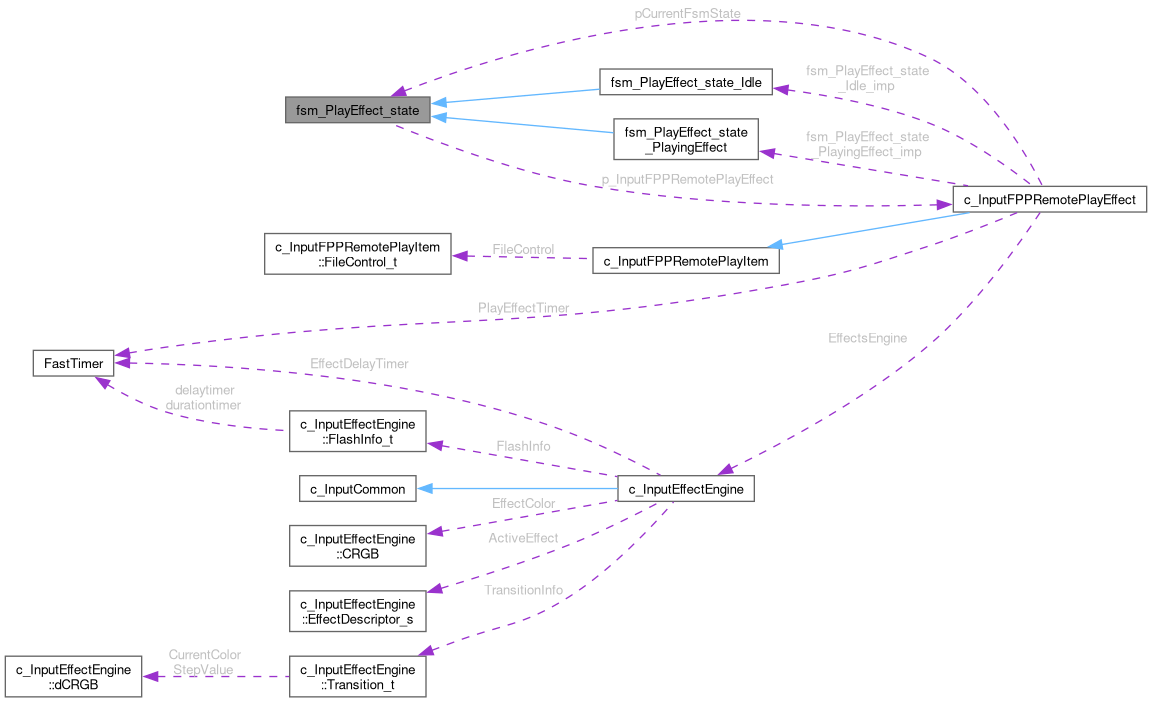 pCurrentFsmState
fsm_PlayEffect_state_Idle
fsm_PlayEffect_state
_Idle_imp
fsm_PlayEffect_state
fsm_PlayEffect_state
_PlayingEffect
fsm_PlayEffect_state
_PlayingEffect_imp
p_InputFPPRemotePlayEffect
c_InputFPPRemotePlayEffect
c_InputFPPRemotePlayItem
::FileControl_t
FileControl
c_InputFPPRemotePlayItem
PlayEffectTimer
EffectsEngine
FastTimer
EffectDelayTimer
delaytimer
durationtimer
c_InputEffectEngine
::FlashInfo_t
FlashInfo
c_InputCommon
c_InputEffectEngine
EffectColor
c_InputEffectEngine
::CRGB
ActiveEffect
c_InputEffectEngine
::EffectDescriptor_s
TransitionInfo
c_InputEffectEngine
::dCRGB
CurrentColor
StepValue
c_InputEffectEngine
::Transition_t